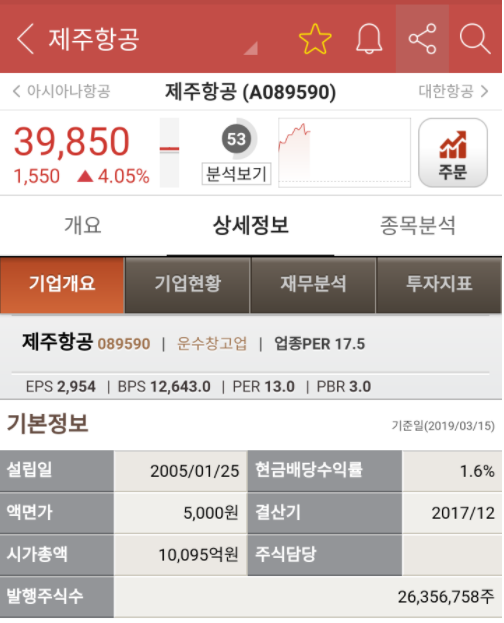 제주항공
아시아나항공 제주항공 (A089590) 대한항공
39,850
1,550 ▲ 4.05%
53
분석보기
주문
개요 상세정보 종목분석
기업개요 기업현황 재무분석 투자지표
제주항공 089590 | 운수창고업 | 업종PER 17.5
EPS 2,954 | BPS 12,643.0 | PER 13.0 | PBR 3.0
기본정보 기준일(2019/03/15)
설립일 2005/01/25 현금배당수익률 1.6%
액면가 5,000원 결산기 2017/12
시가총액 10,095억원 주식담당
발행주식수 26,356,758주